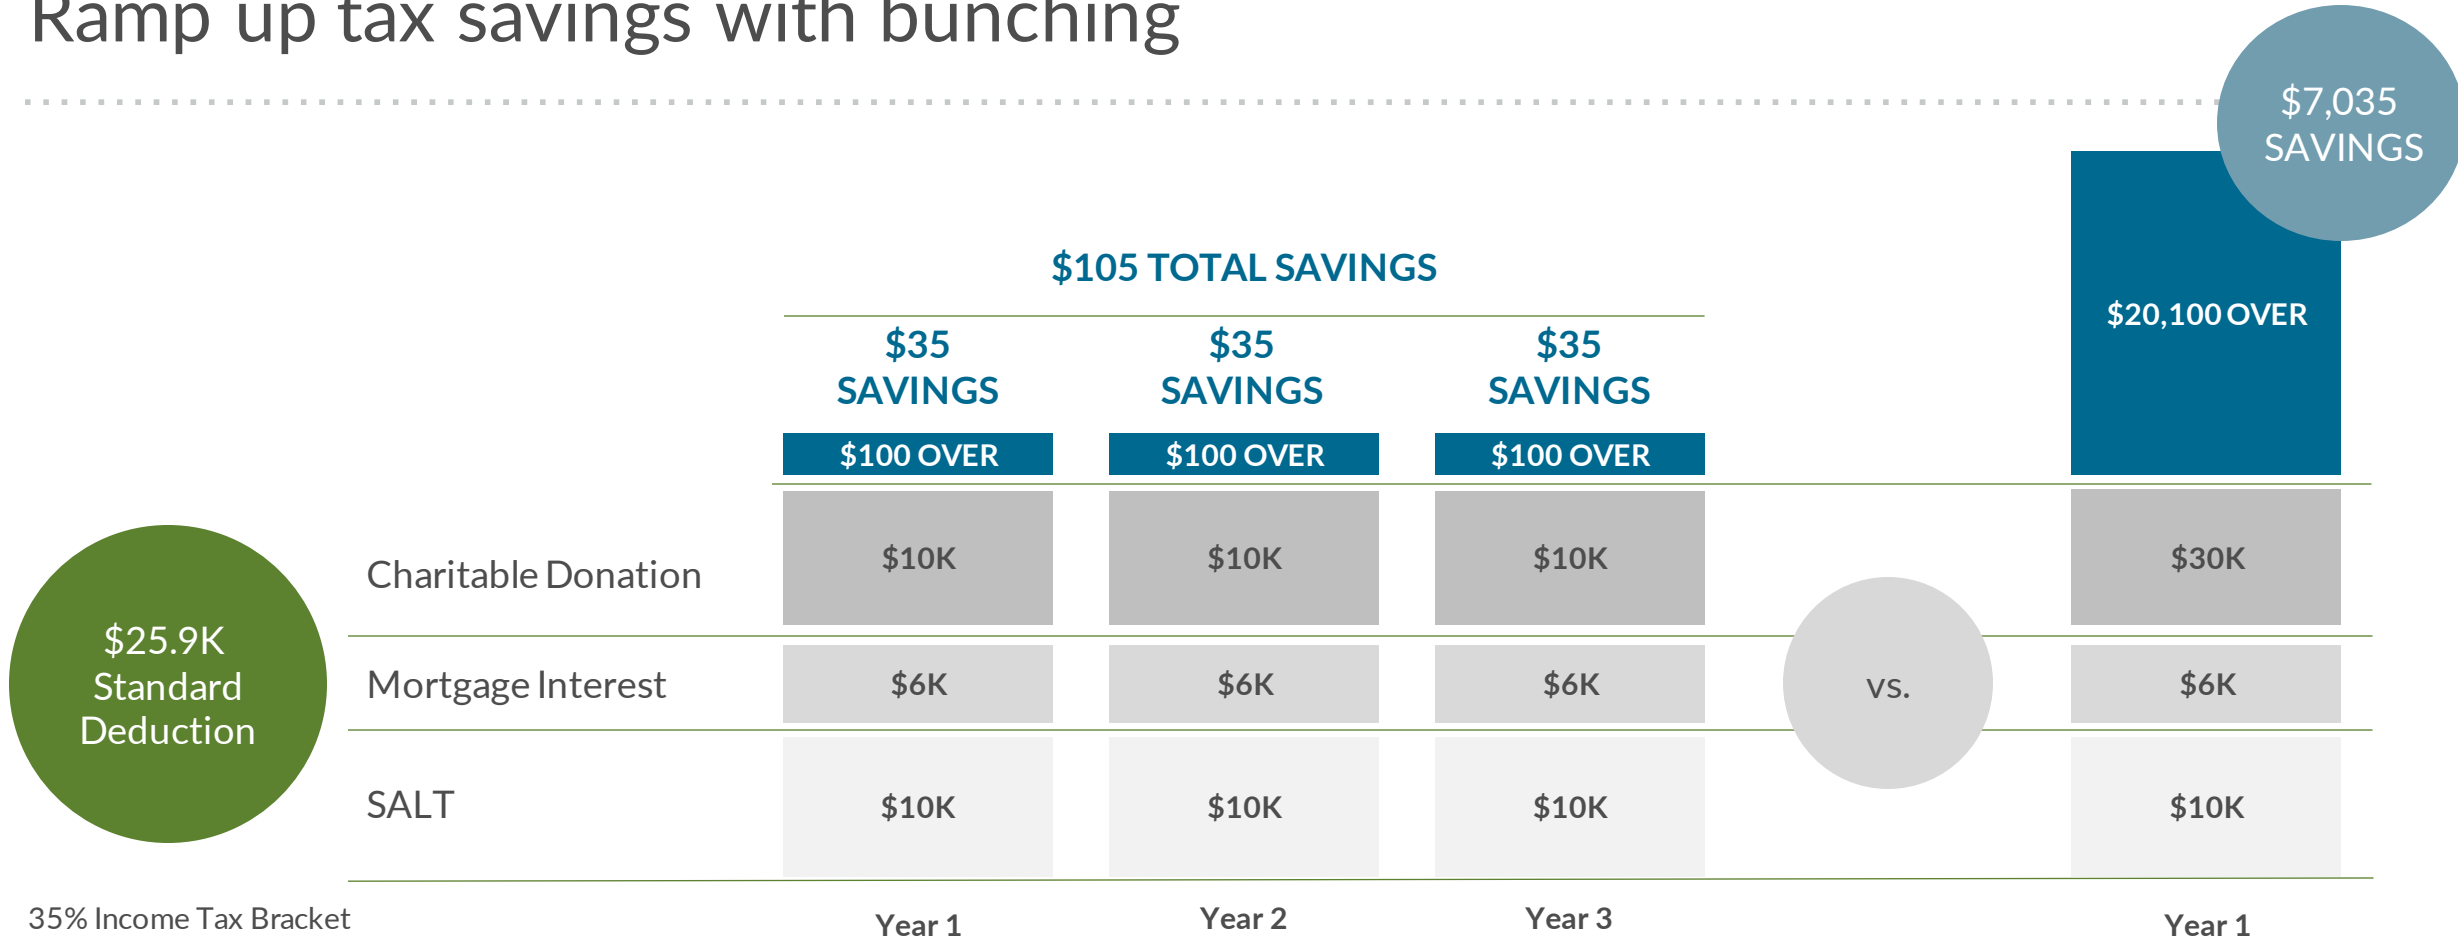 Ramp up tax savings with bunching
$7,035
SAVINGS
$105 TOTAL SAVINGS
$20,100 OVER
$35
SAVINGS
$35
SAVINGS
$35
SAVINGS
$100 OVER
$100 OVER
$100 OVER
$25.9K
Standard
Deduction
Charitable Donation
$10K
$10K
$10K
$30K
Mortgage Interest
$6K
$6K
$6K
vs.
$6K
SALT
$10K
$10K
$10K
$10K
35% Income Tax Bracket
Year 1
Year 2
Year 3
Year 1